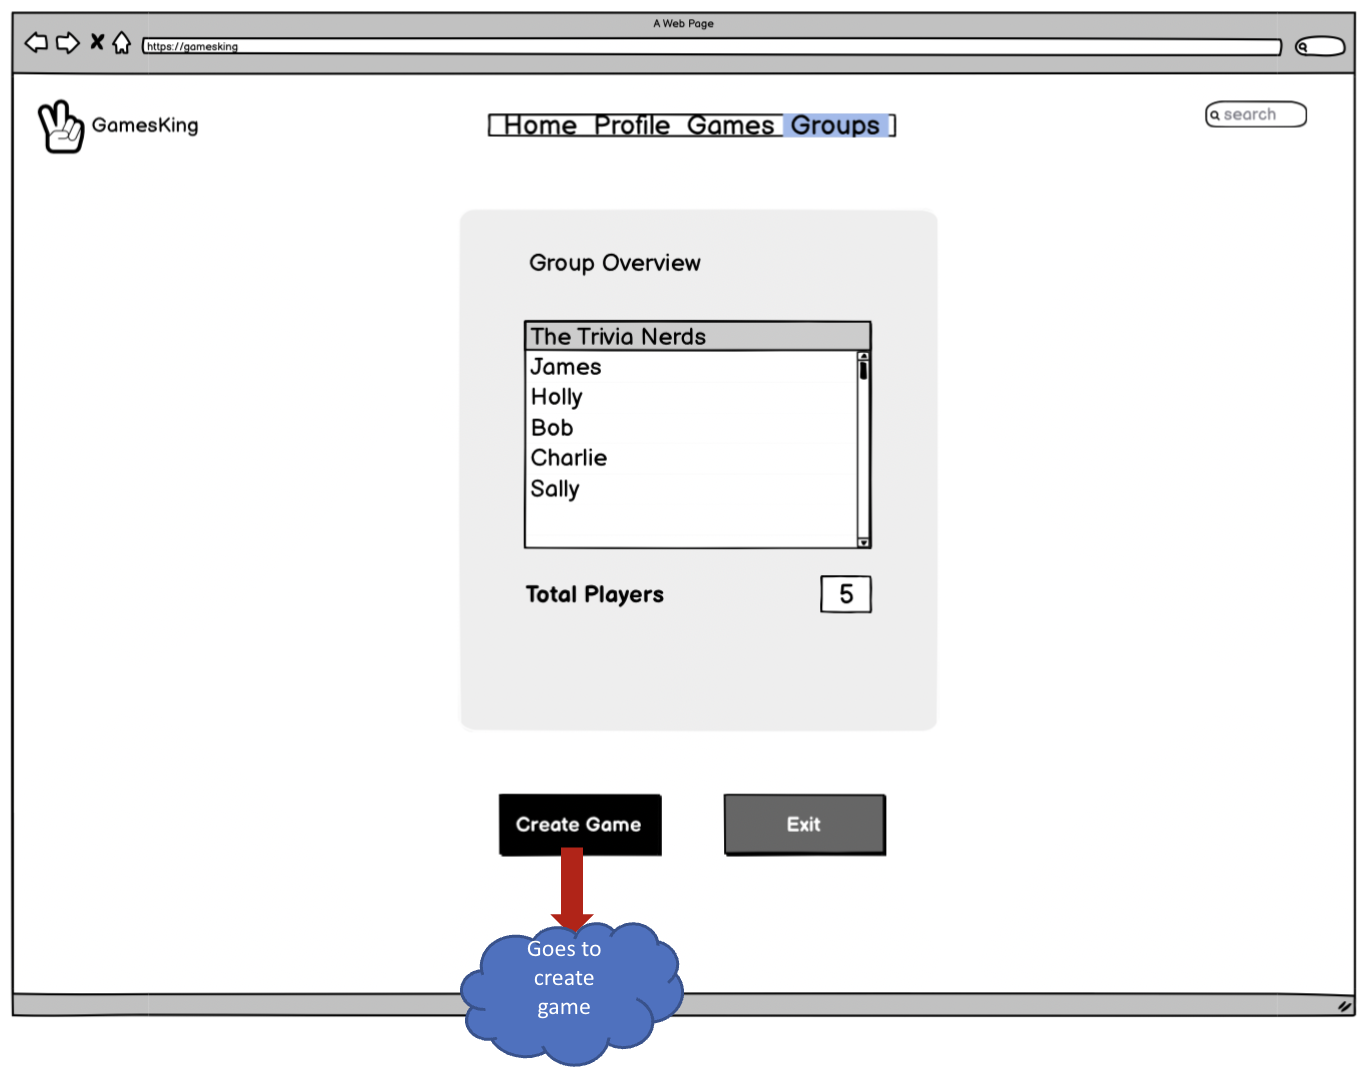 A Web Page
https://gamesking
GamesKing
Home Profile Games Groups
search
Group Overview
The Trivia Nerds
James
Holly
Bob
Charlie
Sally
Total Players 5
Create Game
Exit
Goes to
create
game